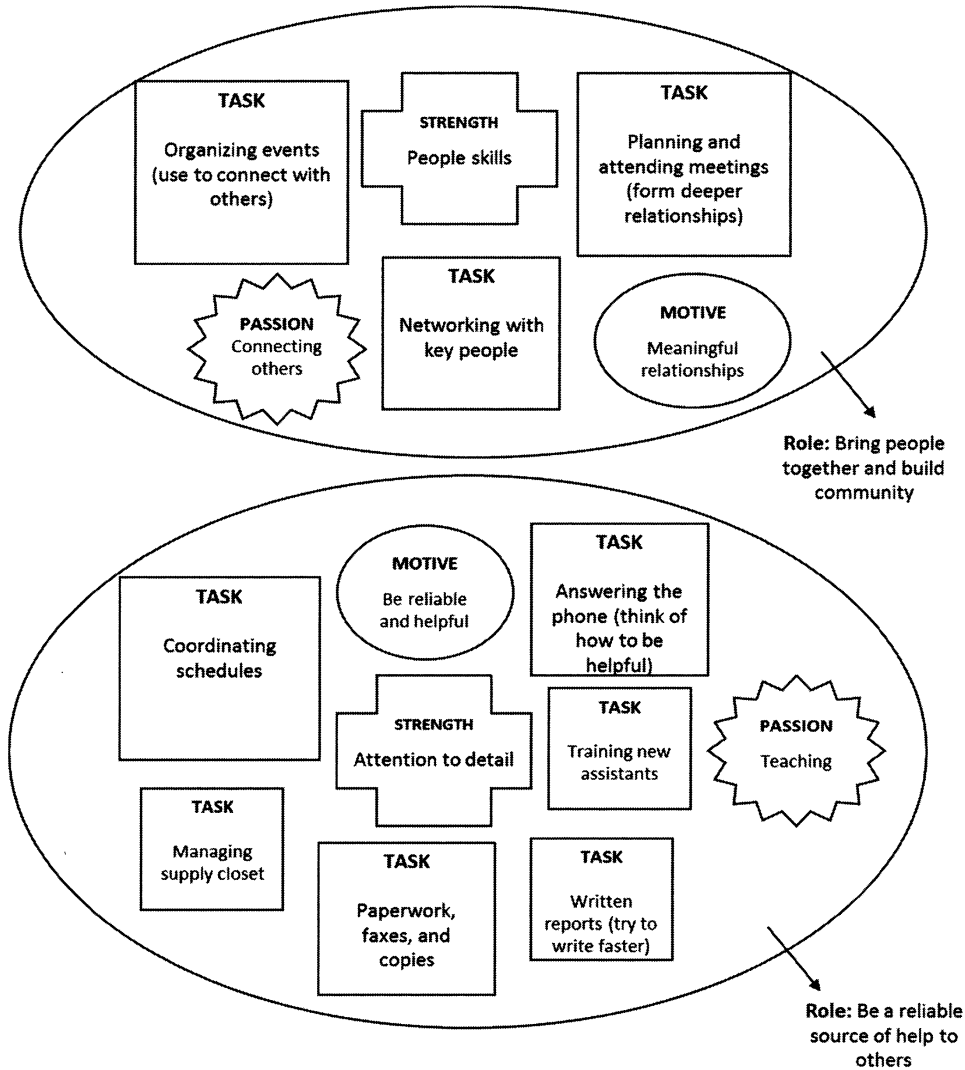 TASK
Organizing events
(use to connect with
others)
STRENGTH
People skills
TASK
Planning and
attending meetings
(form deeper
relationships)
PASSION
Connecting
others
TASK
Networking with
key people
MOTIVE
Meaningful
relationships
Role: Bring people
together and build
community
TASK
Coordinating
schedules
MOTIVE
Be reliable
and helpful
TASK
Answering the
phone (think of
how to be
helpful)
STRENGTH
Attention to detail
TASK
Training new
assistants
PASSION
Teaching
TASK
Managing
supply closet
TASK
Paperwork,
faxes, and
copies
TASK
Written
reports (try to
write faster)
Role: Be a reliable
source of help to
others